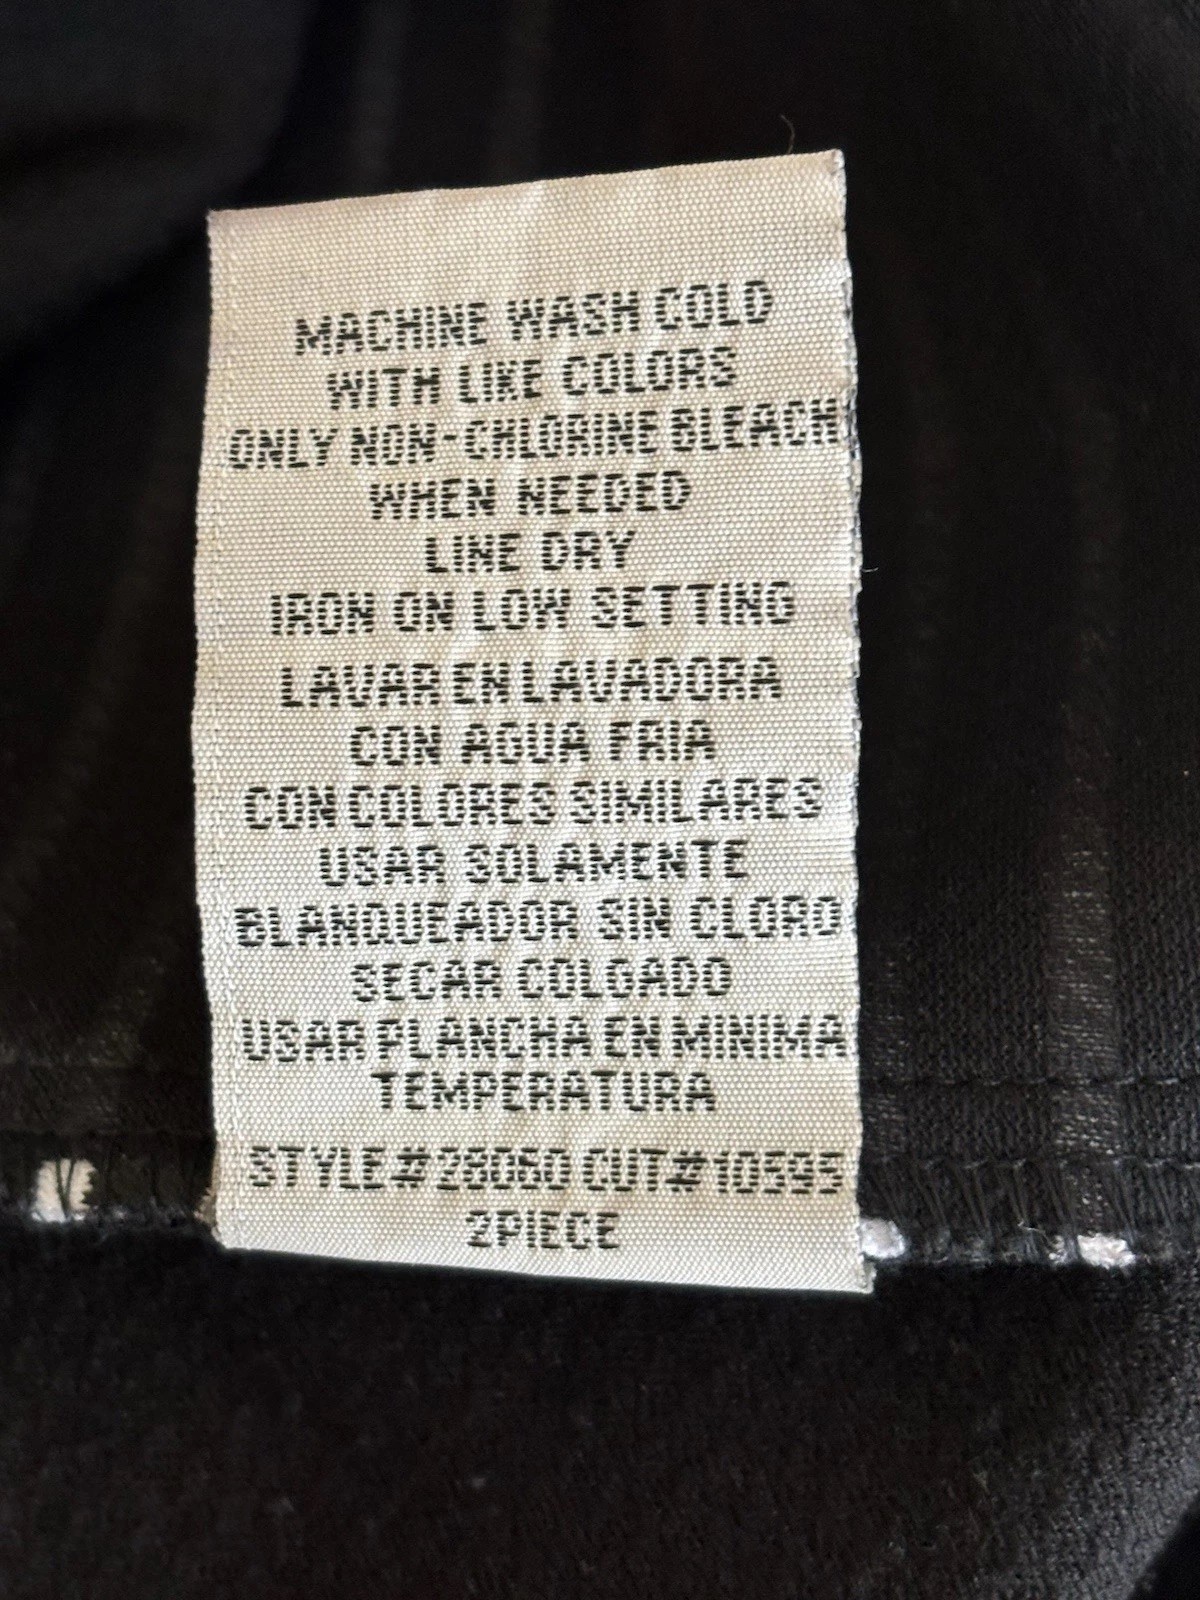 MACHINE WASH COLD
WITH LIKE COLORS
ONLY NON-CHLORINE BLEACH
WHEN NEEDED
LINE DRY
IRON ON LOW SETTING
LAVAR EN LAVADORA
CON AGUA FRIA
CON COLORES SIMILARES
USAR SOLAMENTE
BLANQUEADOR SIN CLORO
SECAR COLGADO
USAR PLANCHA EN MINIMA
TEMPERATURA
STYLE#28060 CUT#10595
2PIECE